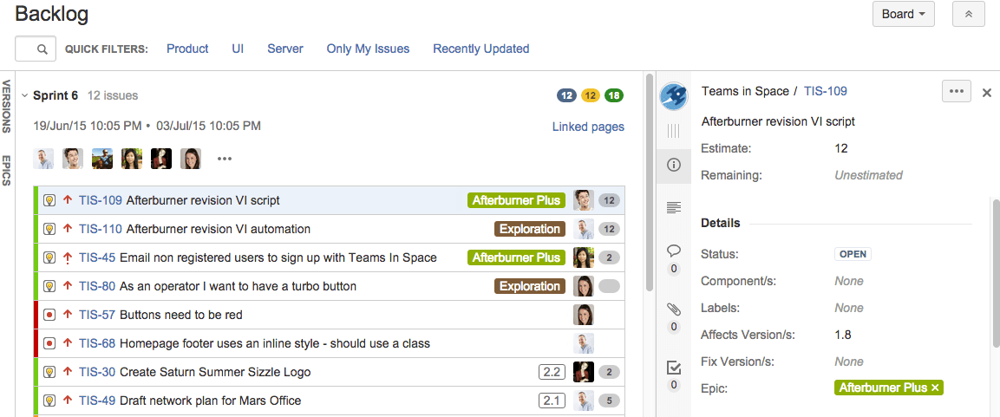 Backlog
Board
QUICK FILTERS: Product UI Server Only My Issues Recently Updated
VERSIONS
EPICS
Sprint 6 12 issues 12 12 18
19/Jun/15 10:05 PM • 03/Jul/15 10:05 PM Linked pages
TIS-109 Afterburner revision VI script Afterburner Plus 12
TIS-110 Afterburner revision VI automation Exploration 12
TIS-45 Email non registered users to sign up with Teams In Space Afterburner Plus 2
TIS-80 As an operator I want to have a turbo button Exploration
TIS-57 Buttons need to be red
TIS-68 Homepage footer uses an inline style - should use a class
TIS-30 Create Saturn Summer Sizzle Logo 2.2 2
TIS-49 Draft network plan for Mars Office 2.1 5
0
0
0
Teams in Space / TIS-109
Afterburner revision VI script
Estimate: 12
Remaining: Unestimated
Details
Status: OPEN
Component/s: None
Labels: None
Affects Version/s: 1.8
Fix Version/s: None
Epic: Afterburner Plus ×